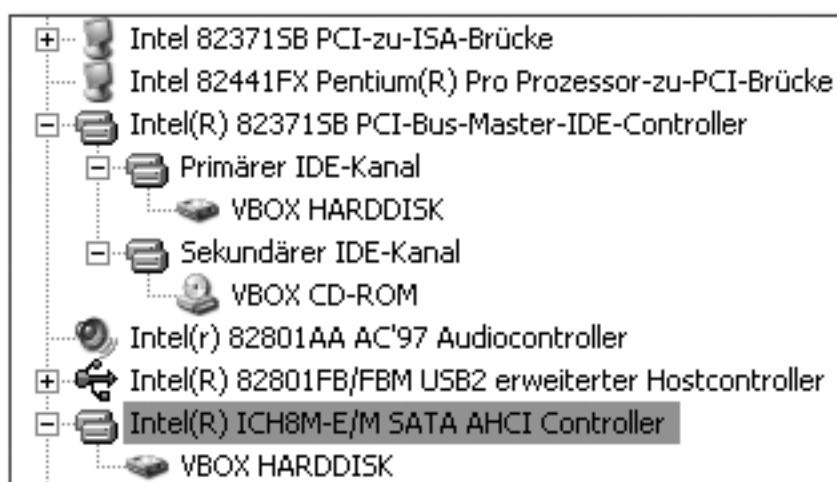 Intel 82371SB PCI-zu-ISA-Brücke
Intel 82441FX Pentium(R) Pro Prozessor-zu-PCI-Brücke
Intel(R) 82371SB PCI-Bus-Master-IDE-Controller
Primärer IDE-Kanal
VBOX HARDDISK
Sekundärer IDE-Kanal
VBOX CD-ROM
Intel(r) 82801AA AC'97 Audiocontroller
Intel(R) 82801FB/FBM USB2 erweiterter Hostcontroller
Intel(R) ICH8M-E/M SATA AHCI Controller
VBOX HARDDISK